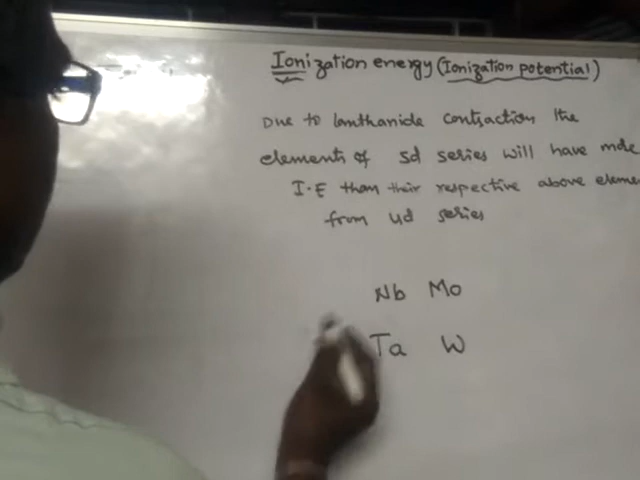 Ionization energy (Ionization potential)
Due to lanthanide contraction the
elements of 5d series will have more
I.E than their respective above
from 4d series
Nb Mo
Ta W